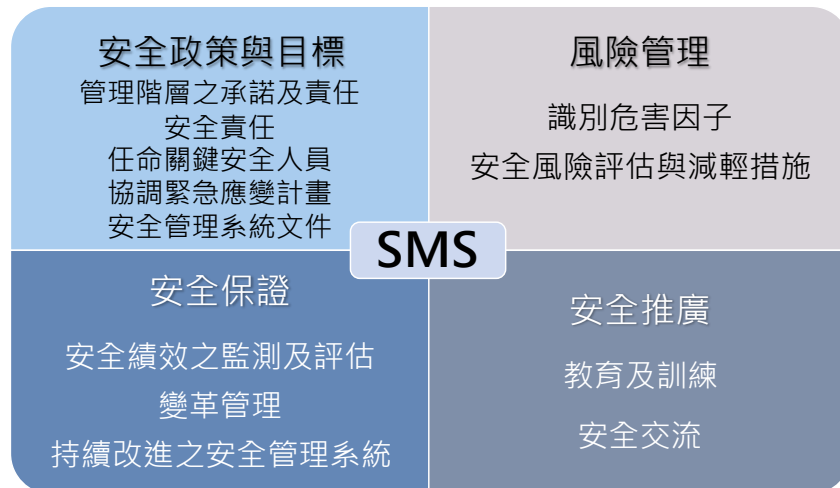 安全政策與目標
管理階層之承諾及責任
安全責任
任命關鍵安全人員
協調緊急應變計畫
安全管理系統文件
風險管理
識別危害因子
安全風險評估與減輕措施
SMS
安全保證
安全績效之監測及評估
變革管理
持續改進之安全管理系統
安全推廣
教育及訓練
安全交流